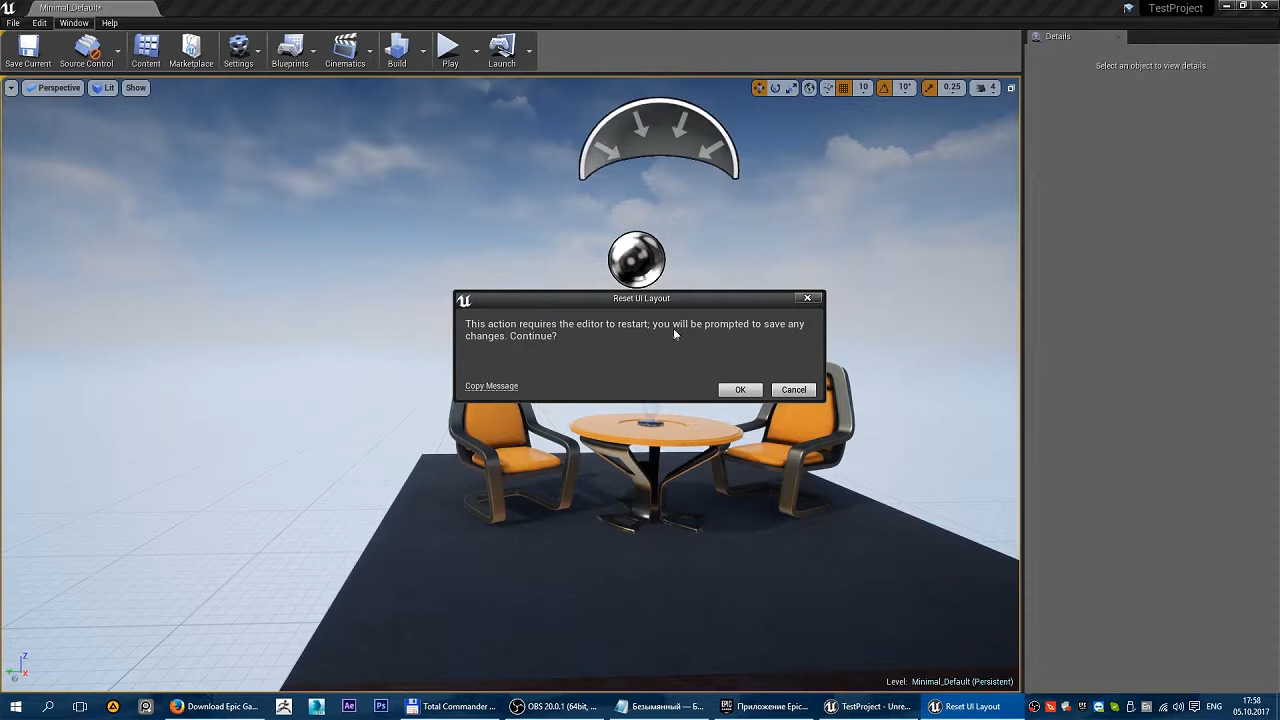 Minimal_Default*
TestProject
File Edit Window Help
Save Current
Source Control
Content
Marketplace
Settings
Blueprints
Cinematics
Build
Play
Launch
Details
Select an object to view details.
Perspective
Lit
Show
10
10°
0.25
4
Reset UI Layout
This action requires the editor to restart; you will be prompted to save any
changes. Continue?
Copy Message
OK
Cancel
Z
Y
X
Level: Minimal_Default (Persistent)
Download Epic Ga...
Ae
Ps
Total Commander ...
OBS 20.0.1 (64bit, ...
Безымянный — Б...
Приложение Epic...
TestProject - Unre...
Reset UI Layout
ENG
17:58
05.10.2017